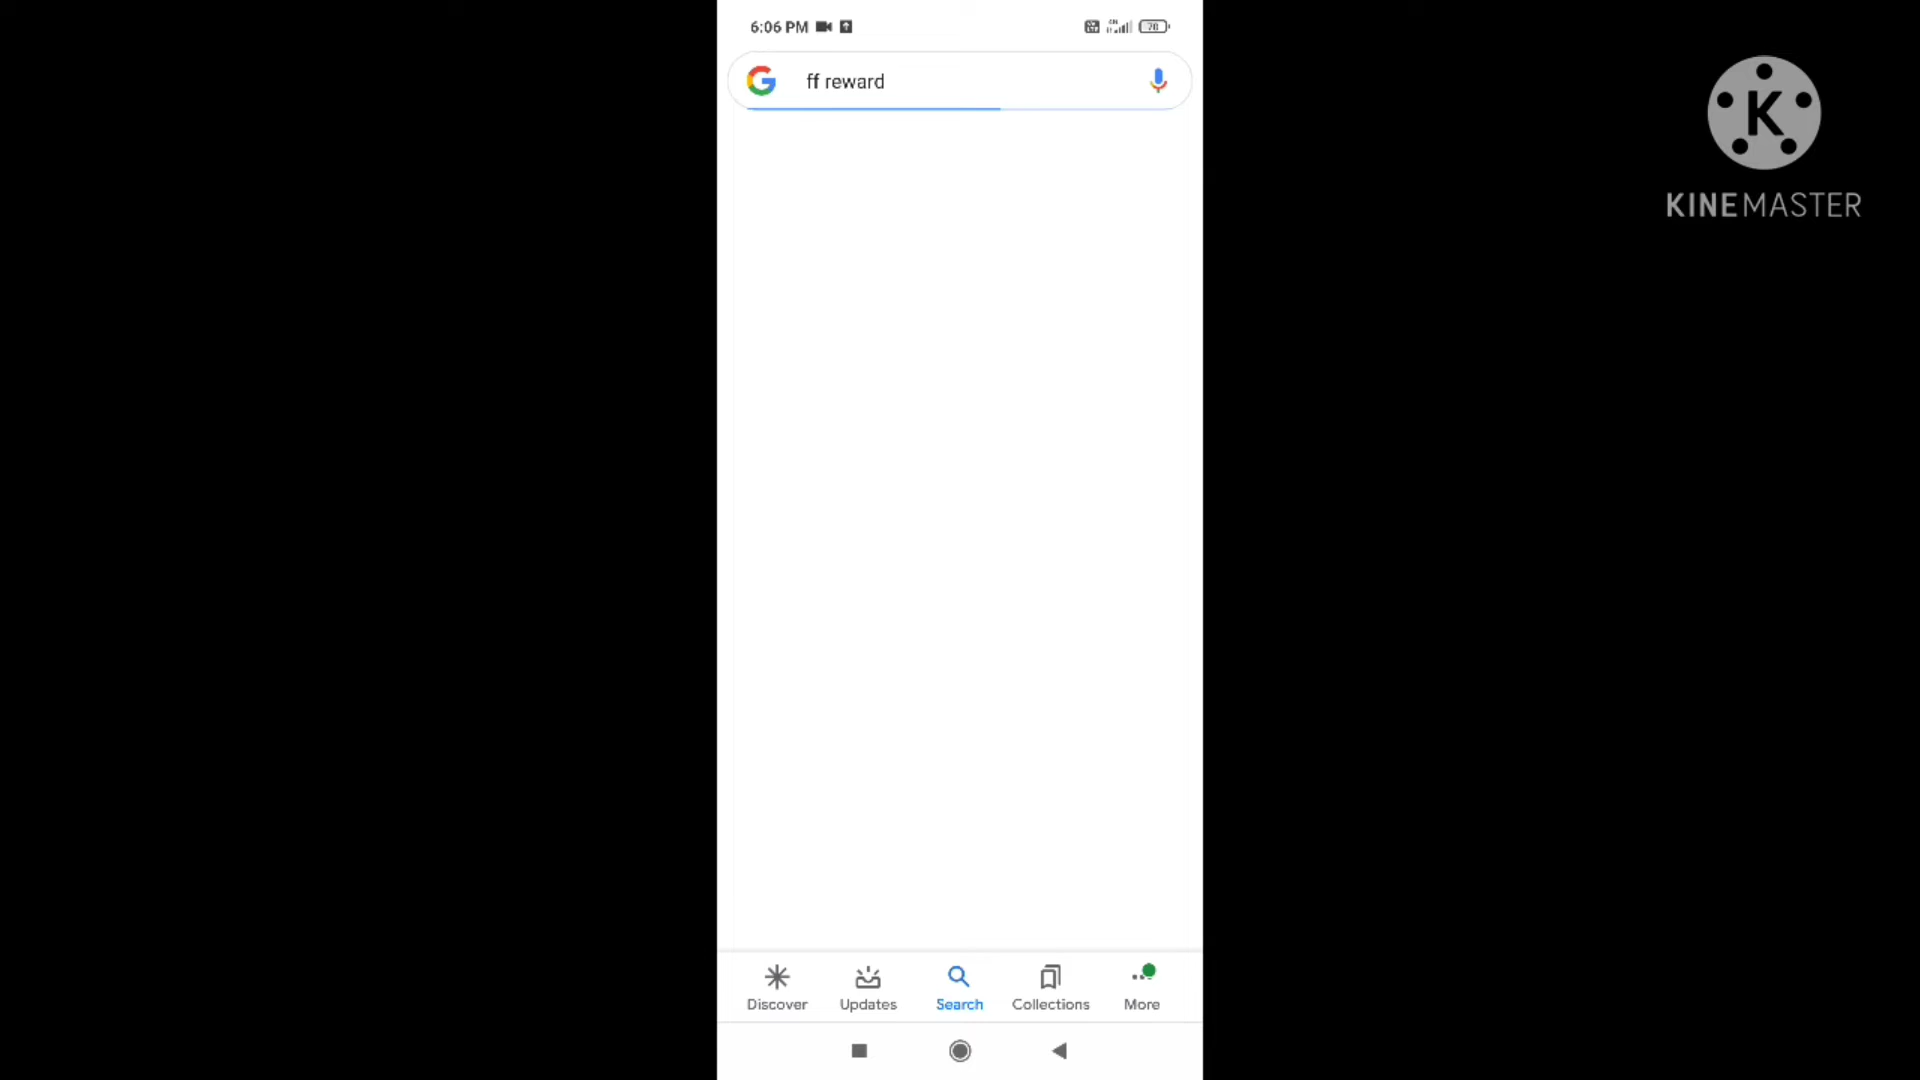 6:06 PM
ff reward
K
KINEMASTER
Discover
Updates
Search
Collections
More